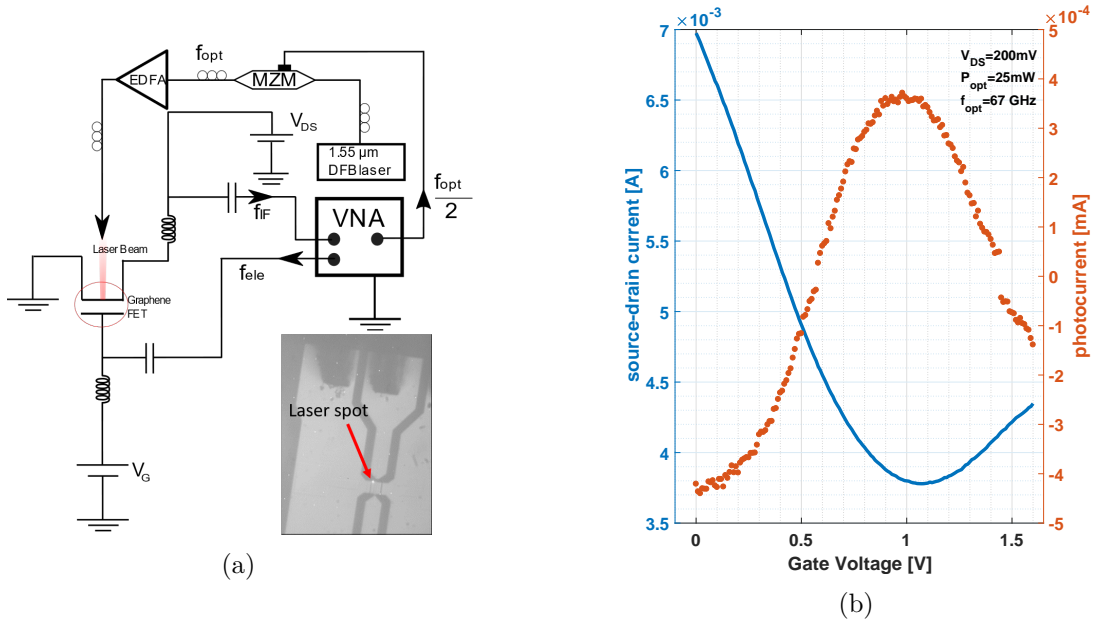 f_opt
EDFA
MZM
V_DS
1.55 µm
DFB laser
f_opt
2
f_IF
VNA
Laser Beam
f_ele
Graphene
FET
Laser spot
V_G
(a)
×10⁻³
×10⁻⁴
7
6.5
6
5.5
5
4.5
4
3.5
source-drain current [A]
V_DS=200mV
P_opt=25mW
f_opt=67 GHz
5
4
3
2
1
0
-1
-2
-3
-4
-5
photocurrent [mA]
0
0.5
1
1.5
Gate Voltage [V]
(b)